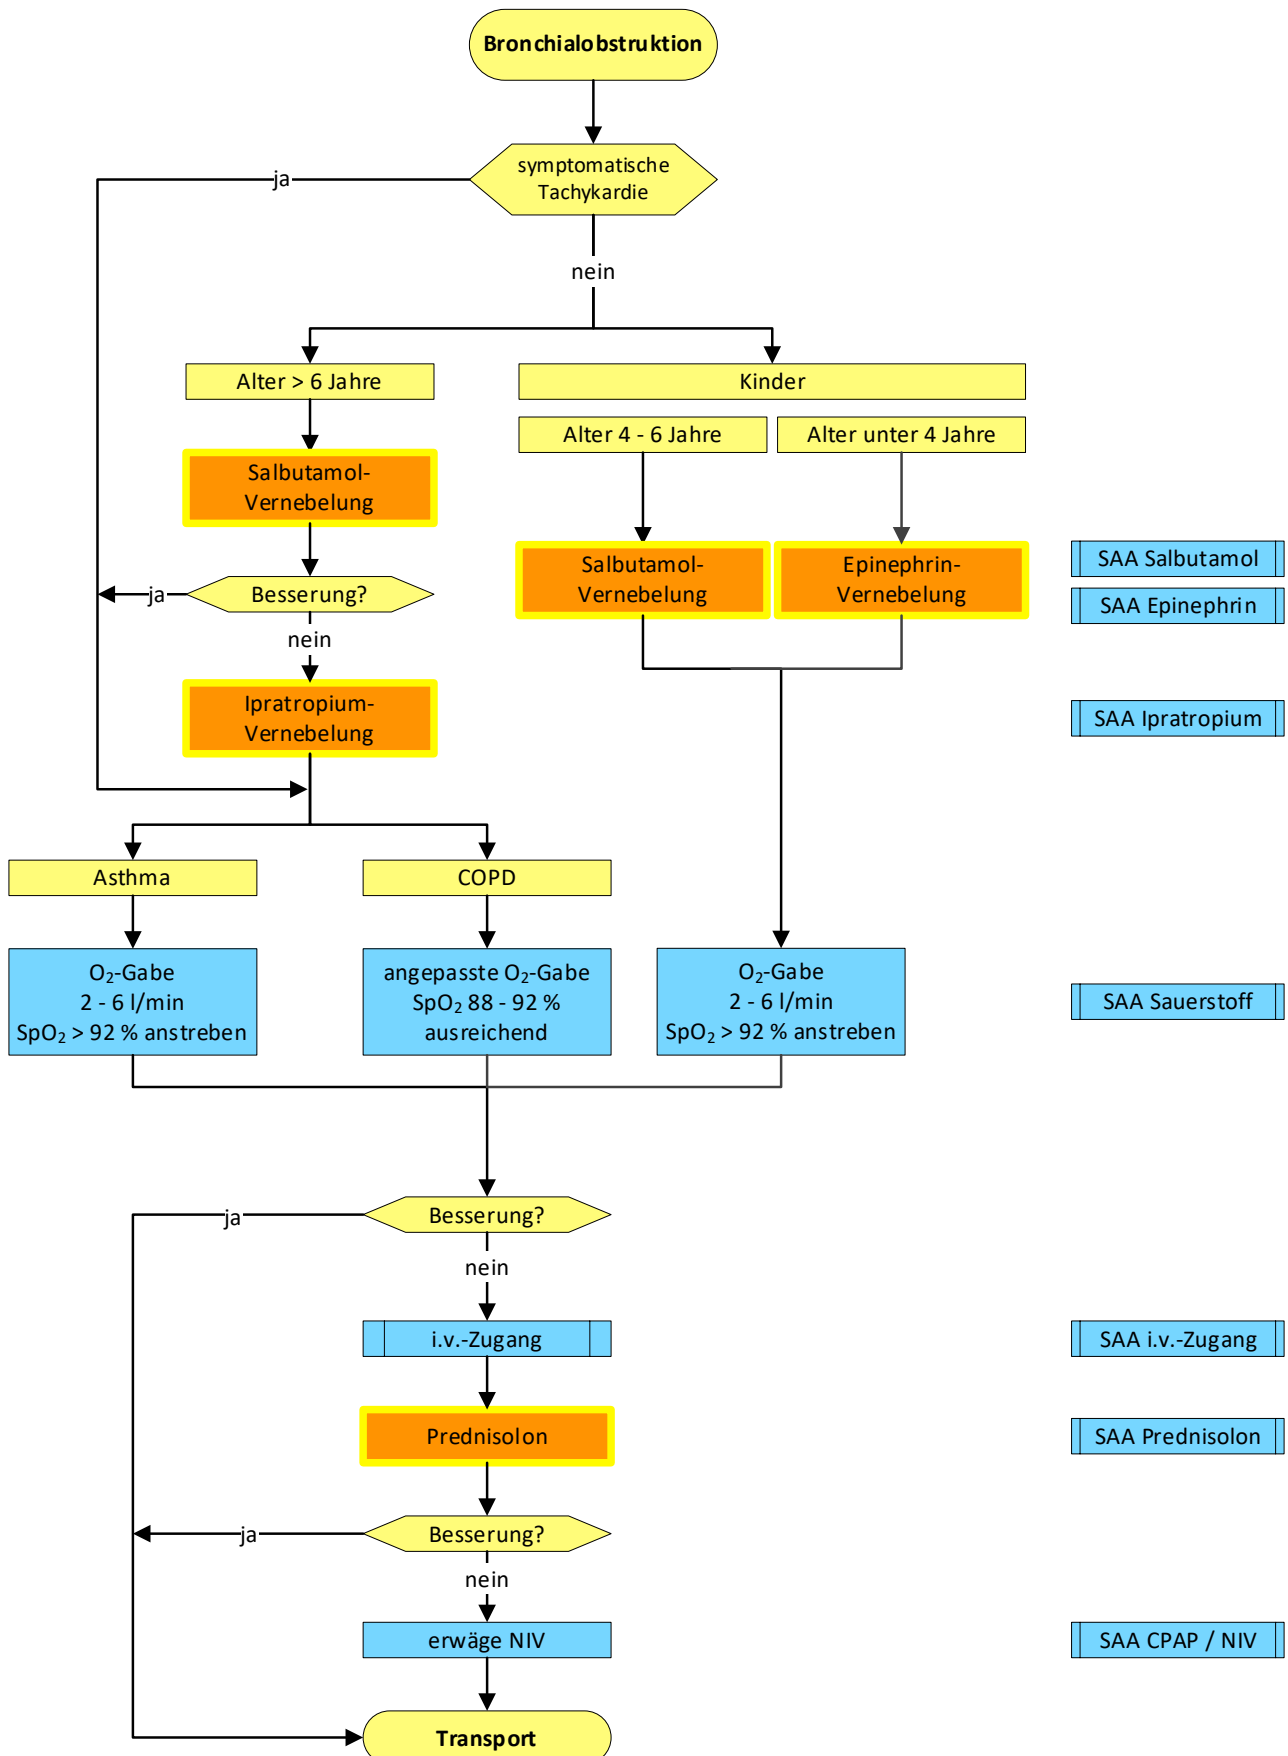 Bronchialobstruktion
symptomatische
Tachykardie
ja
nein
Alter > 6 Jahre
Kinder
Alter 4 - 6 Jahre
Alter unter 4 Jahre
Salbutamol-
Vernebelung
Salbutamol-
Vernebelung
Epinephrin-
Vernebelung
SAA Salbutamol
SAA Epinephrin
Besserung?
ja
nein
Ipratropium-
Vernebelung
SAA Ipratropium
Asthma
COPD
O₂-Gabe
2 - 6 l/min
SpO₂ > 92 % anstreben
angepasste O₂-Gabe
SpO₂ 88 - 92 %
ausreichend
O₂-Gabe
2 - 6 l/min
SpO₂ > 92 % anstreben
SAA Sauerstoff
Besserung?
ja
nein
i.v.-Zugang
SAA i.v.-Zugang
Prednisolon
SAA Prednisolon
Besserung?
ja
nein
erwäge NIV
SAA CPAP / NIV
Transport